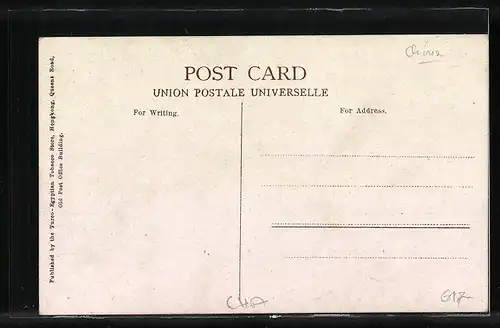 China
POST CARD
UNION POSTALE UNIVERSELLE
For Writing.
For Address.
Published by the Turco-Egyptian Tobacco Store, Hongkong, Queens Road,
Old Post Office Building.
CHA